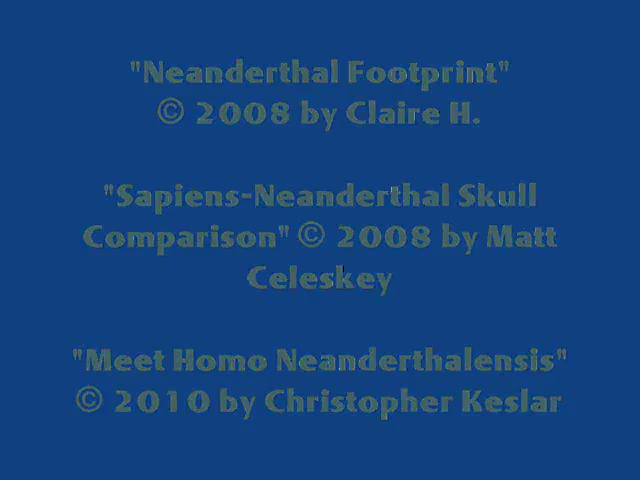 "Neanderthal Footprint"
© 2008 by Claire H.
"Sapiens-Neanderthal Skull
Comparison" © 2008 by Matt
Celeskey
"Meet Homo Neanderthalensis"
© 2010 by Christopher Keslar